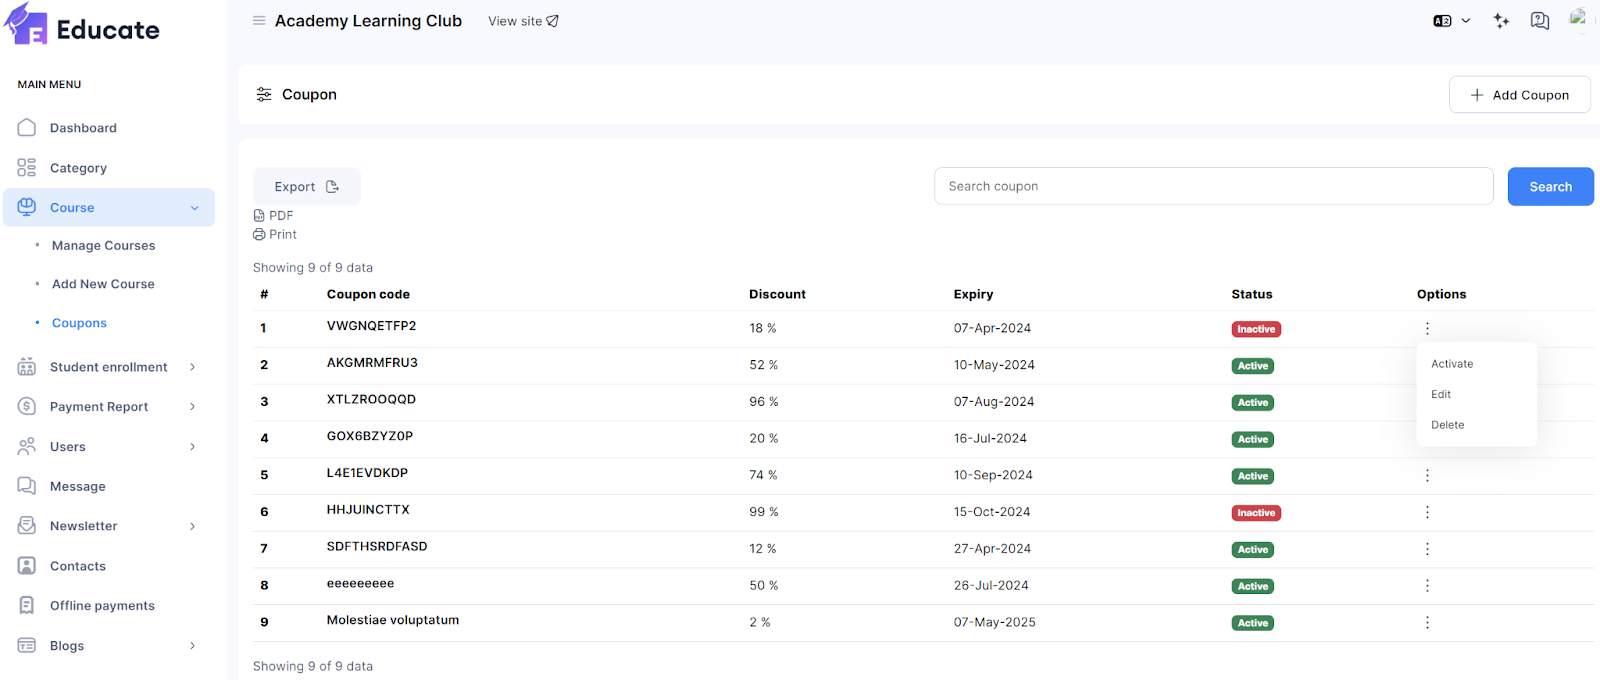 Educate
Academy Learning Club View site
MAIN MENU
Dashboard
Category
Course
Manage Courses
Add New Course
Coupons
Student enrollment
Payment Report
Users
Message
Newsletter
Contacts
Offline payments
Blogs
Coupon
+ Add Coupon
Export
Search coupon
Search
PDF
Print
Showing 9 of 9 data
# Coupon code Discount Expiry Status Options
1 VWGNQETFP2 18 % 07-Apr-2024 Inactive
2 AKGMRMFRU3 52 % 10-May-2024 Active
3 XTLZROOQQD 96 % 07-Aug-2024 Active
4 GOX6BZYZ0P 20 % 16-Jul-2024 Active
5 L4E1EVDKDP 74 % 10-Sep-2024 Active
6 HHJUINCTTX 99 % 15-Oct-2024 Inactive
7 SDFTHSRDFASD 12 % 27-Apr-2024 Active
8 eeeeeeeee 50 % 26-Jul-2024 Active
9 Molestiae voluptatum 2 % 07-May-2025 Active
Activate
Edit
Delete
Showing 9 of 9 data